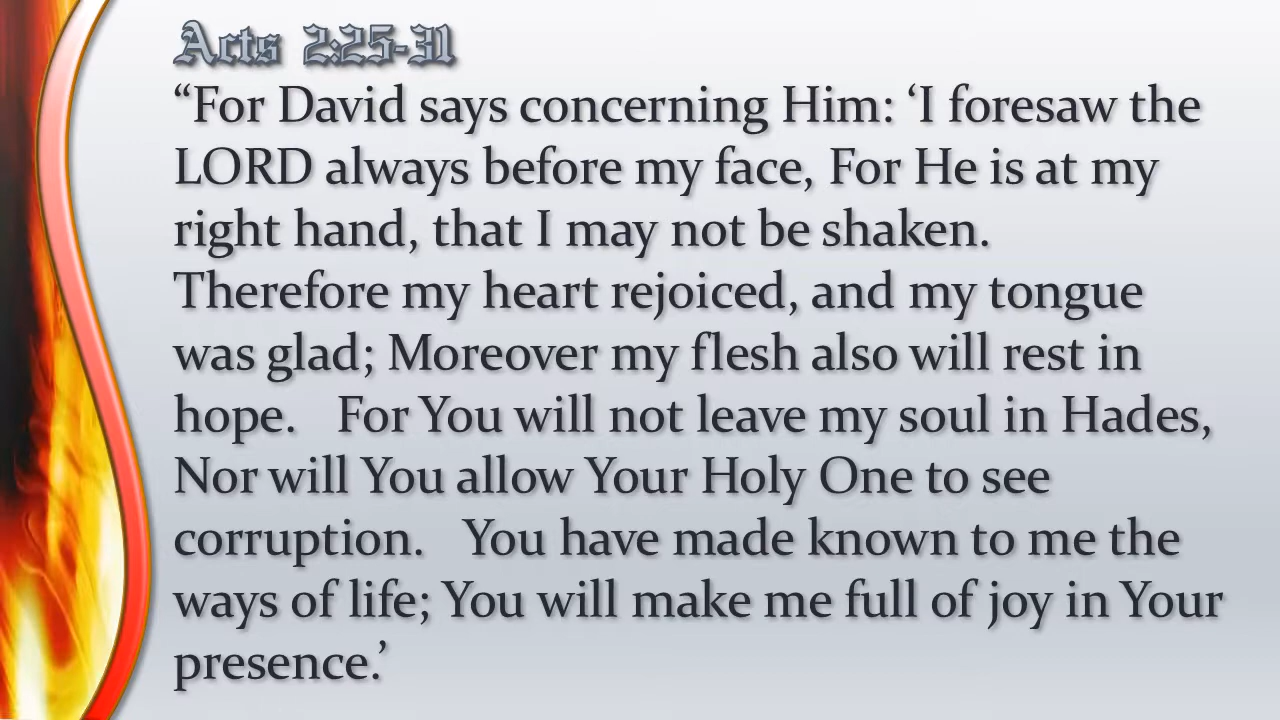 Acts 2:25-31
“For David says concerning Him: ‘I foresaw the
LORD always before my face, For He is at my
right hand, that I may not be shaken.
Therefore my heart rejoiced, and my tongue
was glad; Moreover my flesh also will rest in
hope.   For You will not leave my soul in Hades,
Nor will You allow Your Holy One to see
corruption.   You have made known to me the
ways of life; You will make me full of joy in Your
presence.’